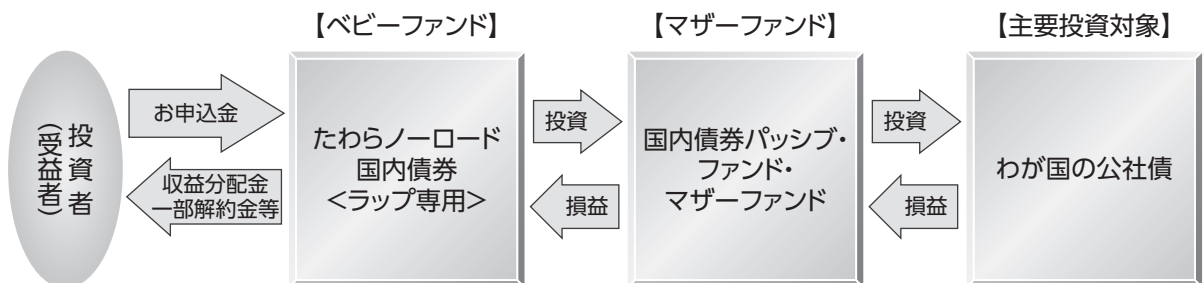 【ベビーファンド】
【マザーファンド】
【主要投資対象】
投資者
（受益者）
お申込金
収益分配金
一部解約金等
たわらノーロード
国内債券
<ラップ専用>
投資
損益
国内債券パッシブ・
ファンド・
マザーファンド
投資
損益
わが国の公社債